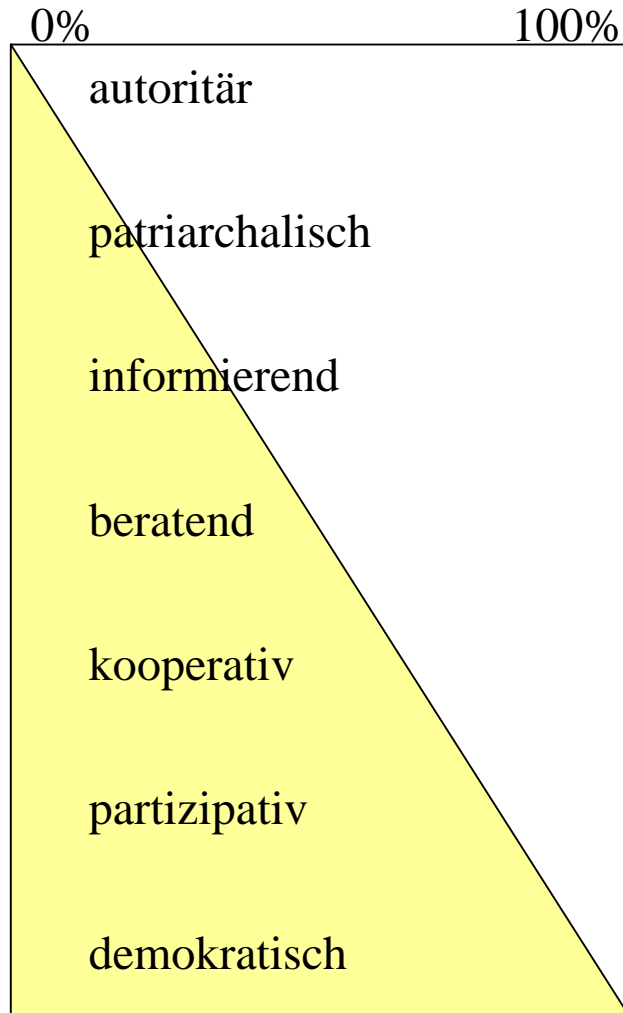 0% 100%
autoritär
patriarchalisch
informierend
beratend
kooperativ
partizipativ
demokratisch